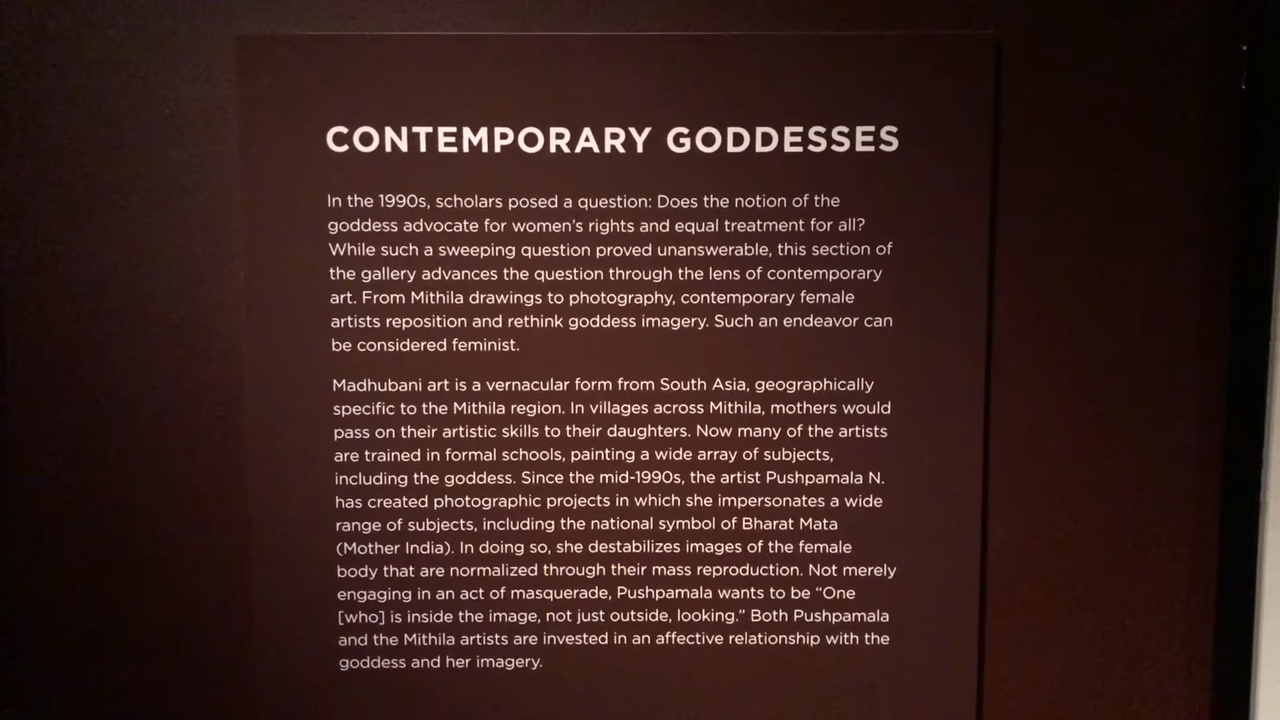 CONTEMPORARY GODDESSES
In the 1990s, scholars posed a question: Does the notion of the
goddess advocate for women's rights and equal treatment for all?
While such a sweeping question proved unanswerable, this section of
the gallery advances the question through the lens of contemporary
art. From Mithila drawings to photography, contemporary female
artists reposition and rethink goddess imagery. Such an endeavor can
be considered feminist.
Madhubani art is a vernacular form from South Asia, geographically
specific to the Mithila region. In villages across Mithila, mothers would
pass on their artistic skills to their daughters. Now many of the artists
are trained in formal schools, painting a wide array of subjects,
including the goddess. Since the mid-1990s, the artist Pushpamala N.
has created photographic projects in which she impersonates a wide
range of subjects, including the national symbol of Bharat Mata
(Mother India). In doing so, she destabilizes images of the female
body that are normalized through their mass reproduction. Not merely
engaging in an act of masquerade, Pushpamala wants to be “One
[who] is inside the image, not just outside, looking.” Both Pushpamala
and the Mithila artists are invested in an affective relationship with the
goddess and her imagery.